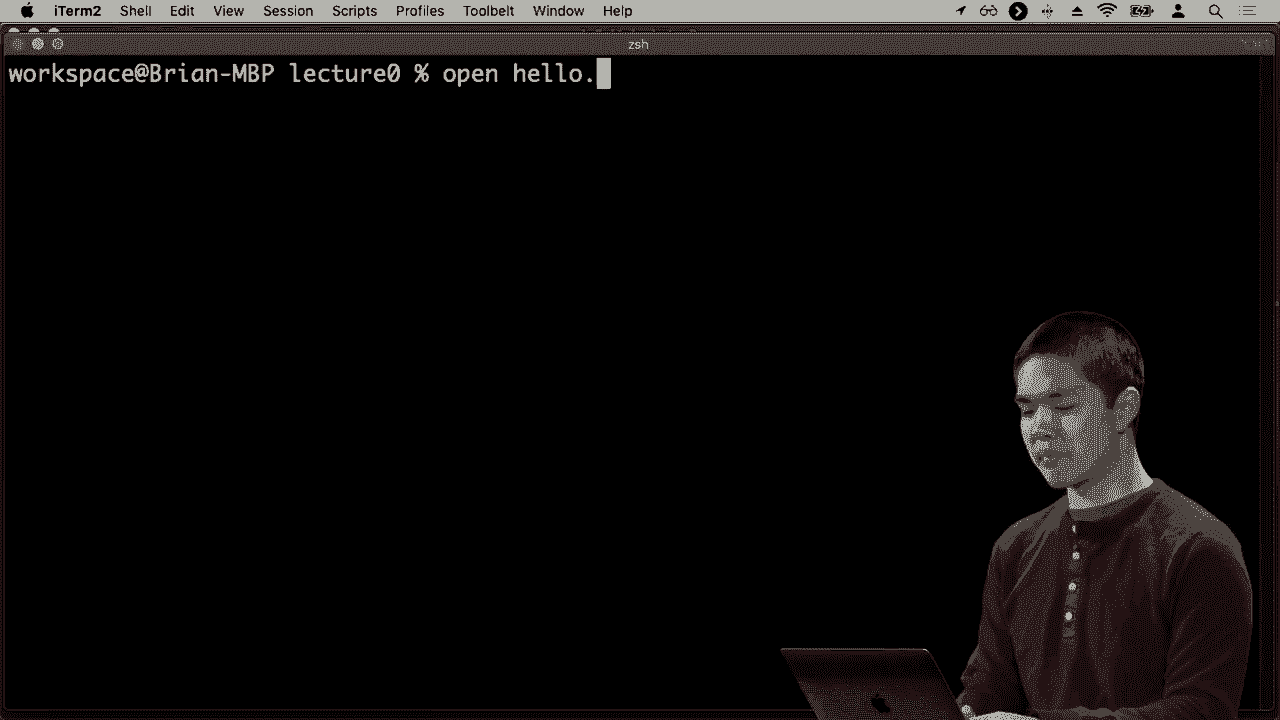 iTerm2 Shell Edit View Session Scripts Profiles Toolbelt Window Help
zsh
workspace@Brian-MBP lecture0 % open hello.